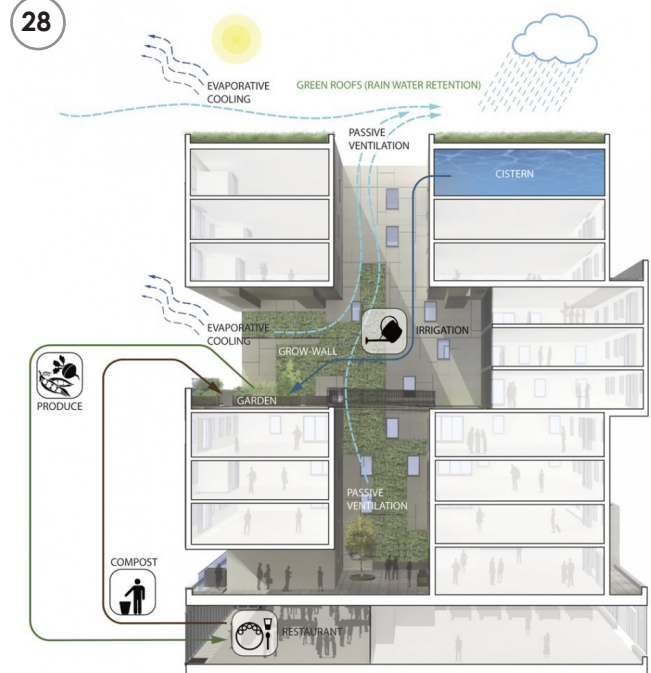 28
EVAPORATIVE
COOLING
GREEN ROOFS (RAIN WATER RETENTION)
PASSIVE
VENTILATION
CISTERN
EVAPORATIVE
COOLING
IRRIGATION
GROW-WALL
PRODUCE
GARDEN
PASSIVE
VENTILATION
COMPOST
RESTAURANT